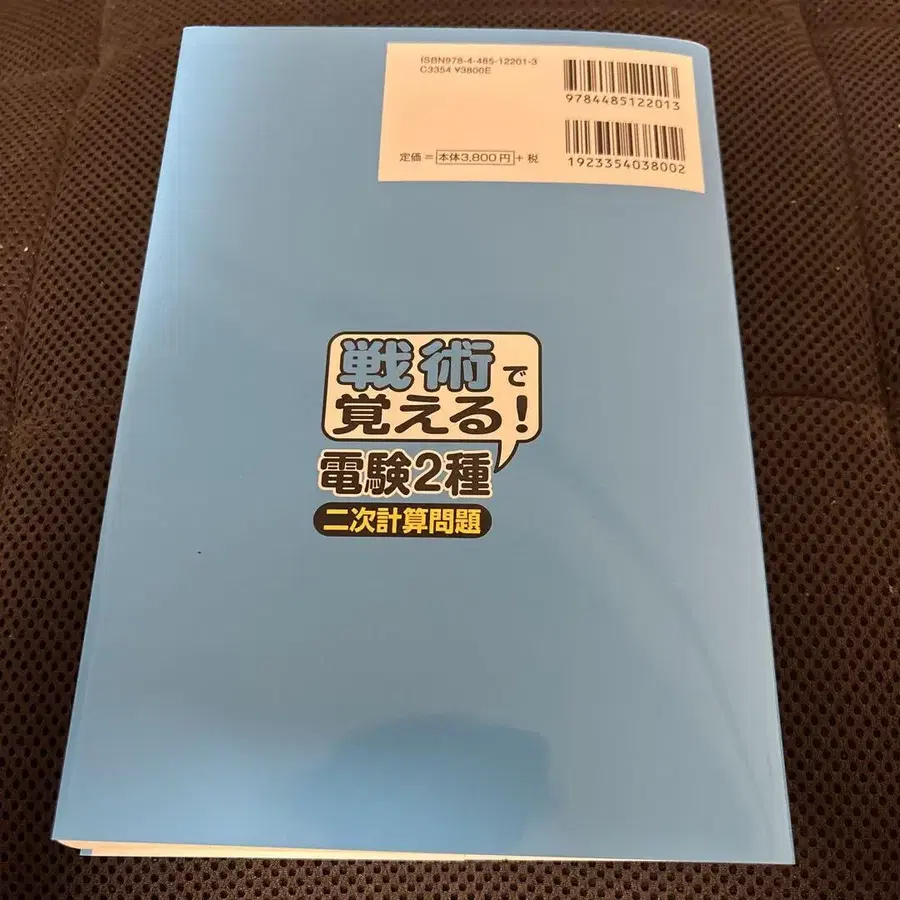 ISBN978-4-485-12201-3
C3354 ¥3800E
9784485122013
1923354038002
定価=本体3,800円+税
戦術で
覚える!
電験2種
二次計算問題